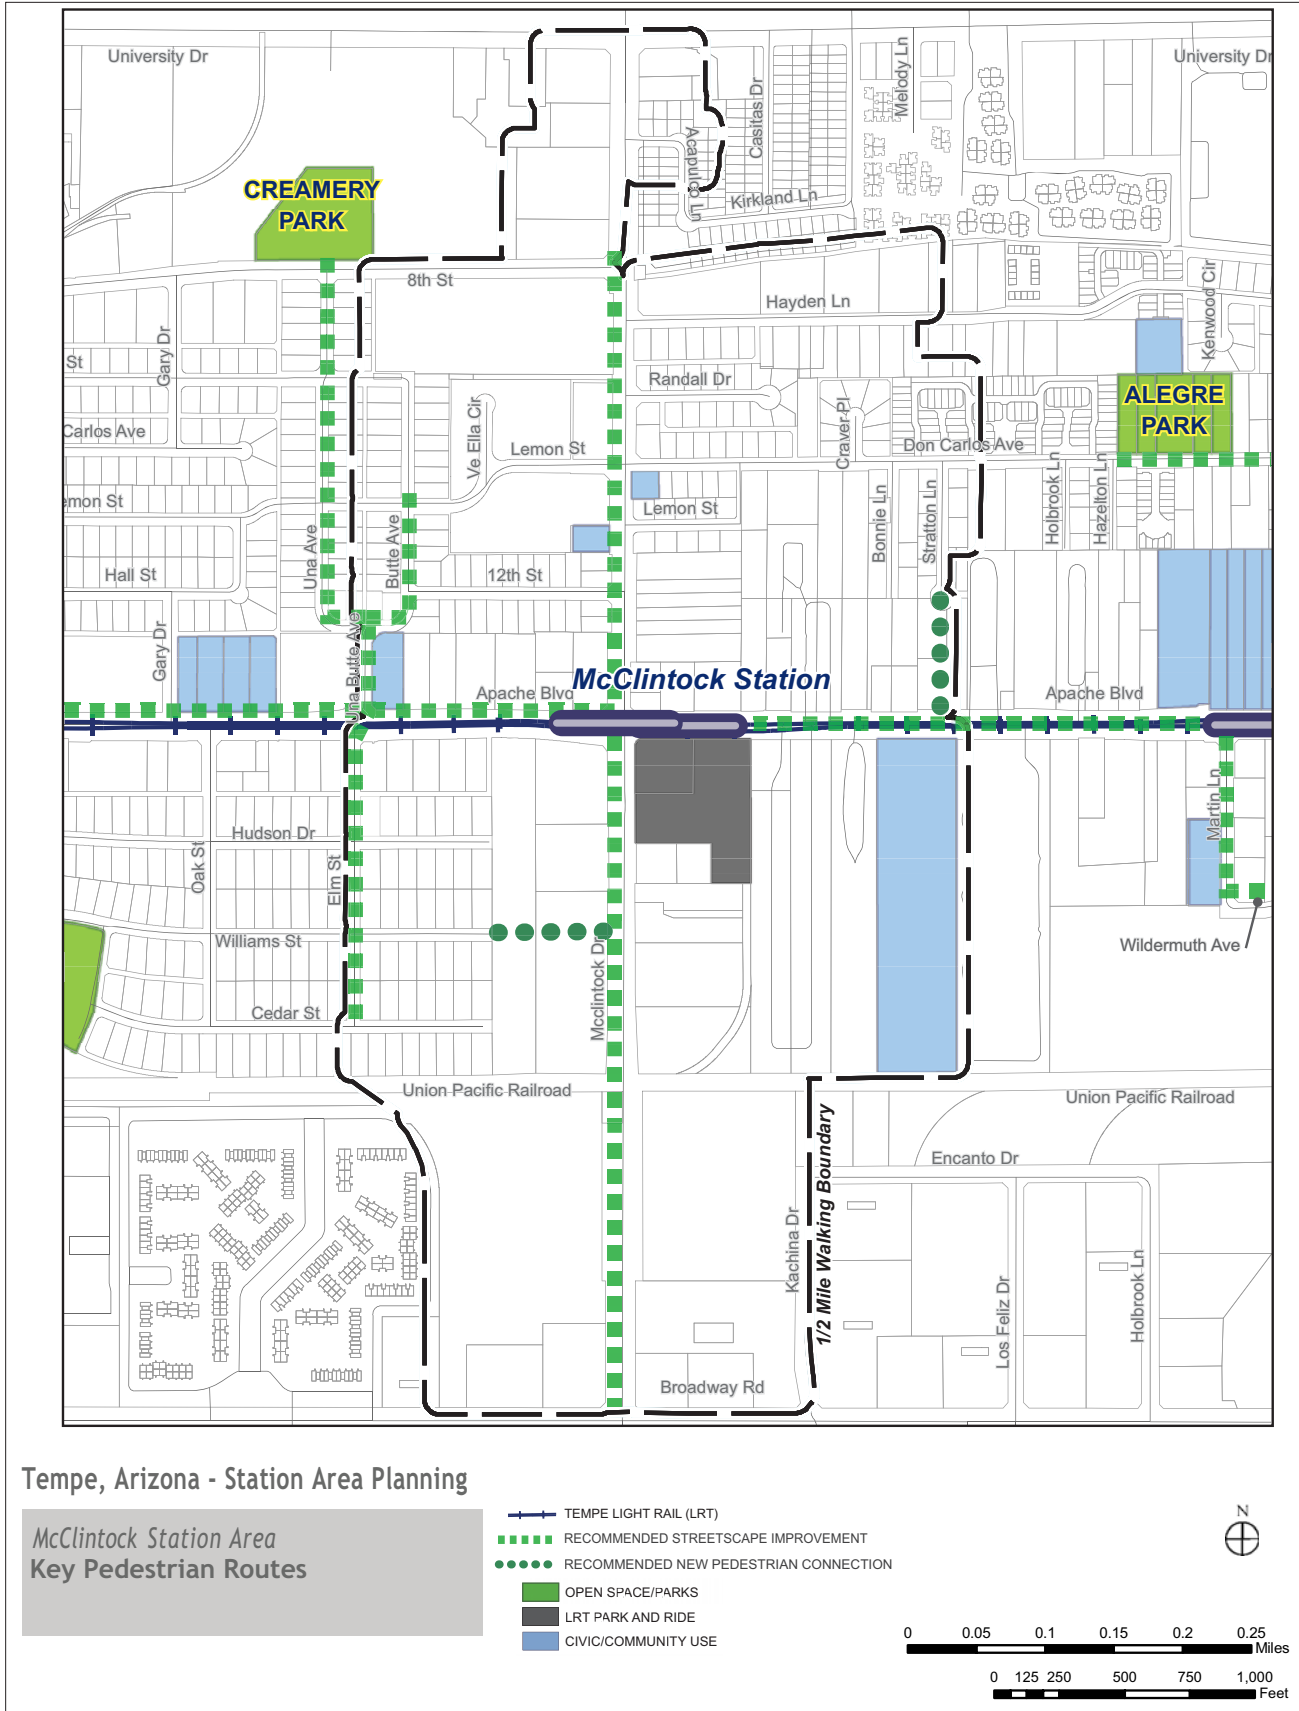 University Dr
University Dr
Melody Ln
Casitas Dr
Acapulco Ln
CREAMERY
PARK
Kirkland Ln
8th St
Hayden Ln
Kenwood Cir
Gary Dr
St
Randall Dr
ALEGRE
PARK
Carlos Ave
Ve Ella Cir
Lemon St
Craver Pl
Don Carlos Ave
emon St
Lemon St
Bonnie Ln
Stratton Ln
Holbrook Ln
Hazelton Ln
Hall St
Una Ave
Butte Ave
12th St
Gary Dr
Una Butte Ave
Apache Blvd
McClintock Station
Apache Blvd
Hudson Dr
Oak St
Elm St
Martin Ln
Williams St
Mcclintock Dr
Wildermuth Ave
Cedar St
Union Pacific Railroad
Union Pacific Railroad
1/2 Mile Walking Boundary
Encanto Dr
Kachina Dr
Los Feliz Dr
Holbrook Ln
Broadway Rd
Tempe, Arizona - Station Area Planning
McClintock Station Area
Key Pedestrian Routes
TEMPE LIGHT RAIL (LRT)
RECOMMENDED STREETSCAPE IMPROVEMENT
RECOMMENDED NEW PEDESTRIAN CONNECTION
OPEN SPACE/PARKS
LRT PARK AND RIDE
CIVIC/COMMUNITY USE
N
0 0.05 0.1 0.15 0.2 0.25
Miles
0 125 250 500 750 1,000
Feet